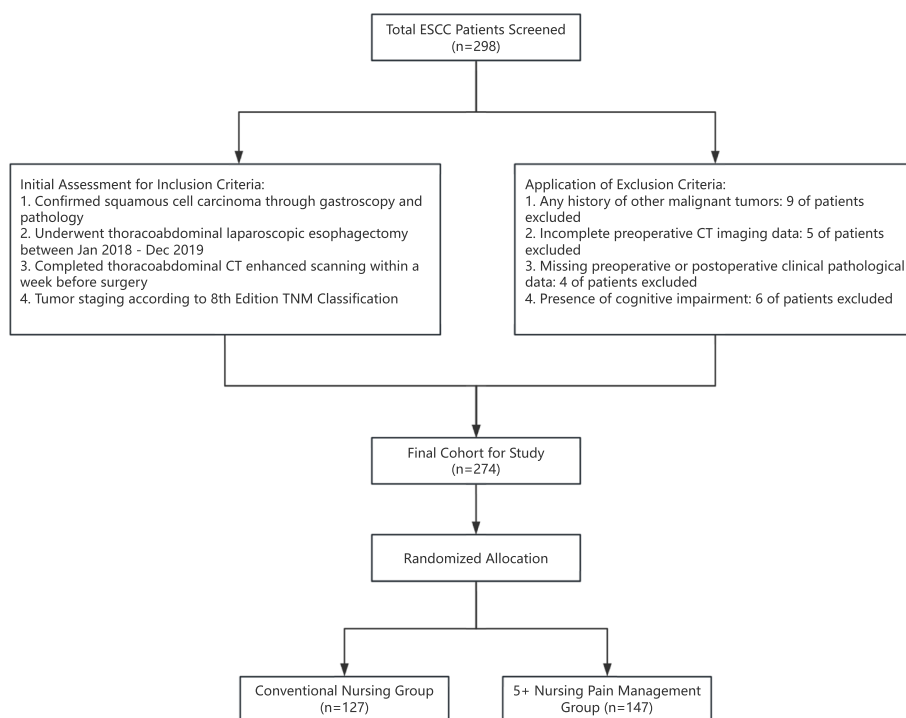 Total ESCC Patients Screened
(n=298)
Initial Assessment for Inclusion Criteria:
1. Confirmed squamous cell carcinoma through gastroscopy and
pathology
2. Underwent thoracoabdominal laparoscopic esophagectomy
between Jan 2018 - Dec 2019
3. Completed thoracoabdominal CT enhanced scanning within a
week before surgery
4. Tumor staging according to 8th Edition TNM Classification
Application of Exclusion Criteria:
1. Any history of other malignant tumors: 9 of patients
excluded
2. Incomplete preoperative CT imaging data: 5 of patients
excluded
3. Missing preoperative or postoperative clinical pathological
data: 4 of patients excluded
4. Presence of cognitive impairment: 6 of patients excluded
Final Cohort for Study
(n=274)
Randomized Allocation
Conventional Nursing Group
(n=127)
5+ Nursing Pain Management
Group (n=147)